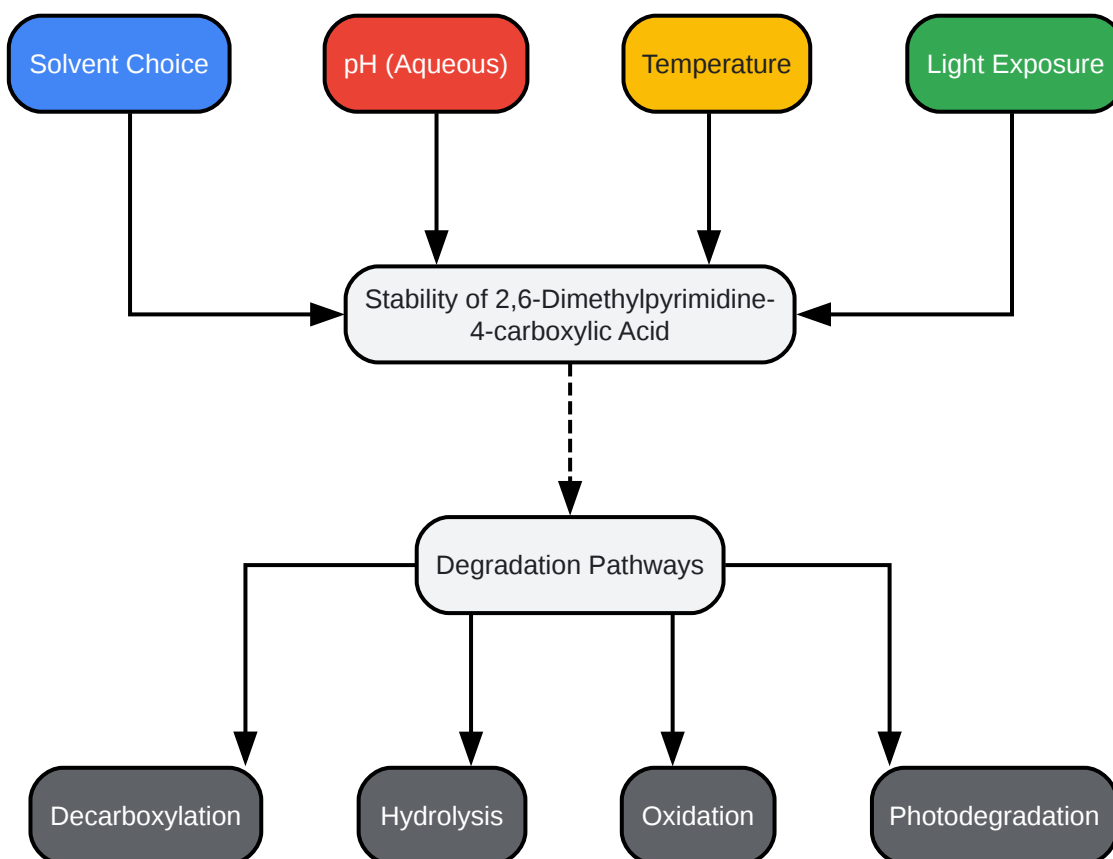 Solvent Choice
pH (Aqueous)
Temperature
Light Exposure
Stability of 2,6-Dimethylpyrimidine-
4-carboxylic Acid
Degradation Pathways
Decarboxylation
Hydrolysis
Oxidation
Photodegradation